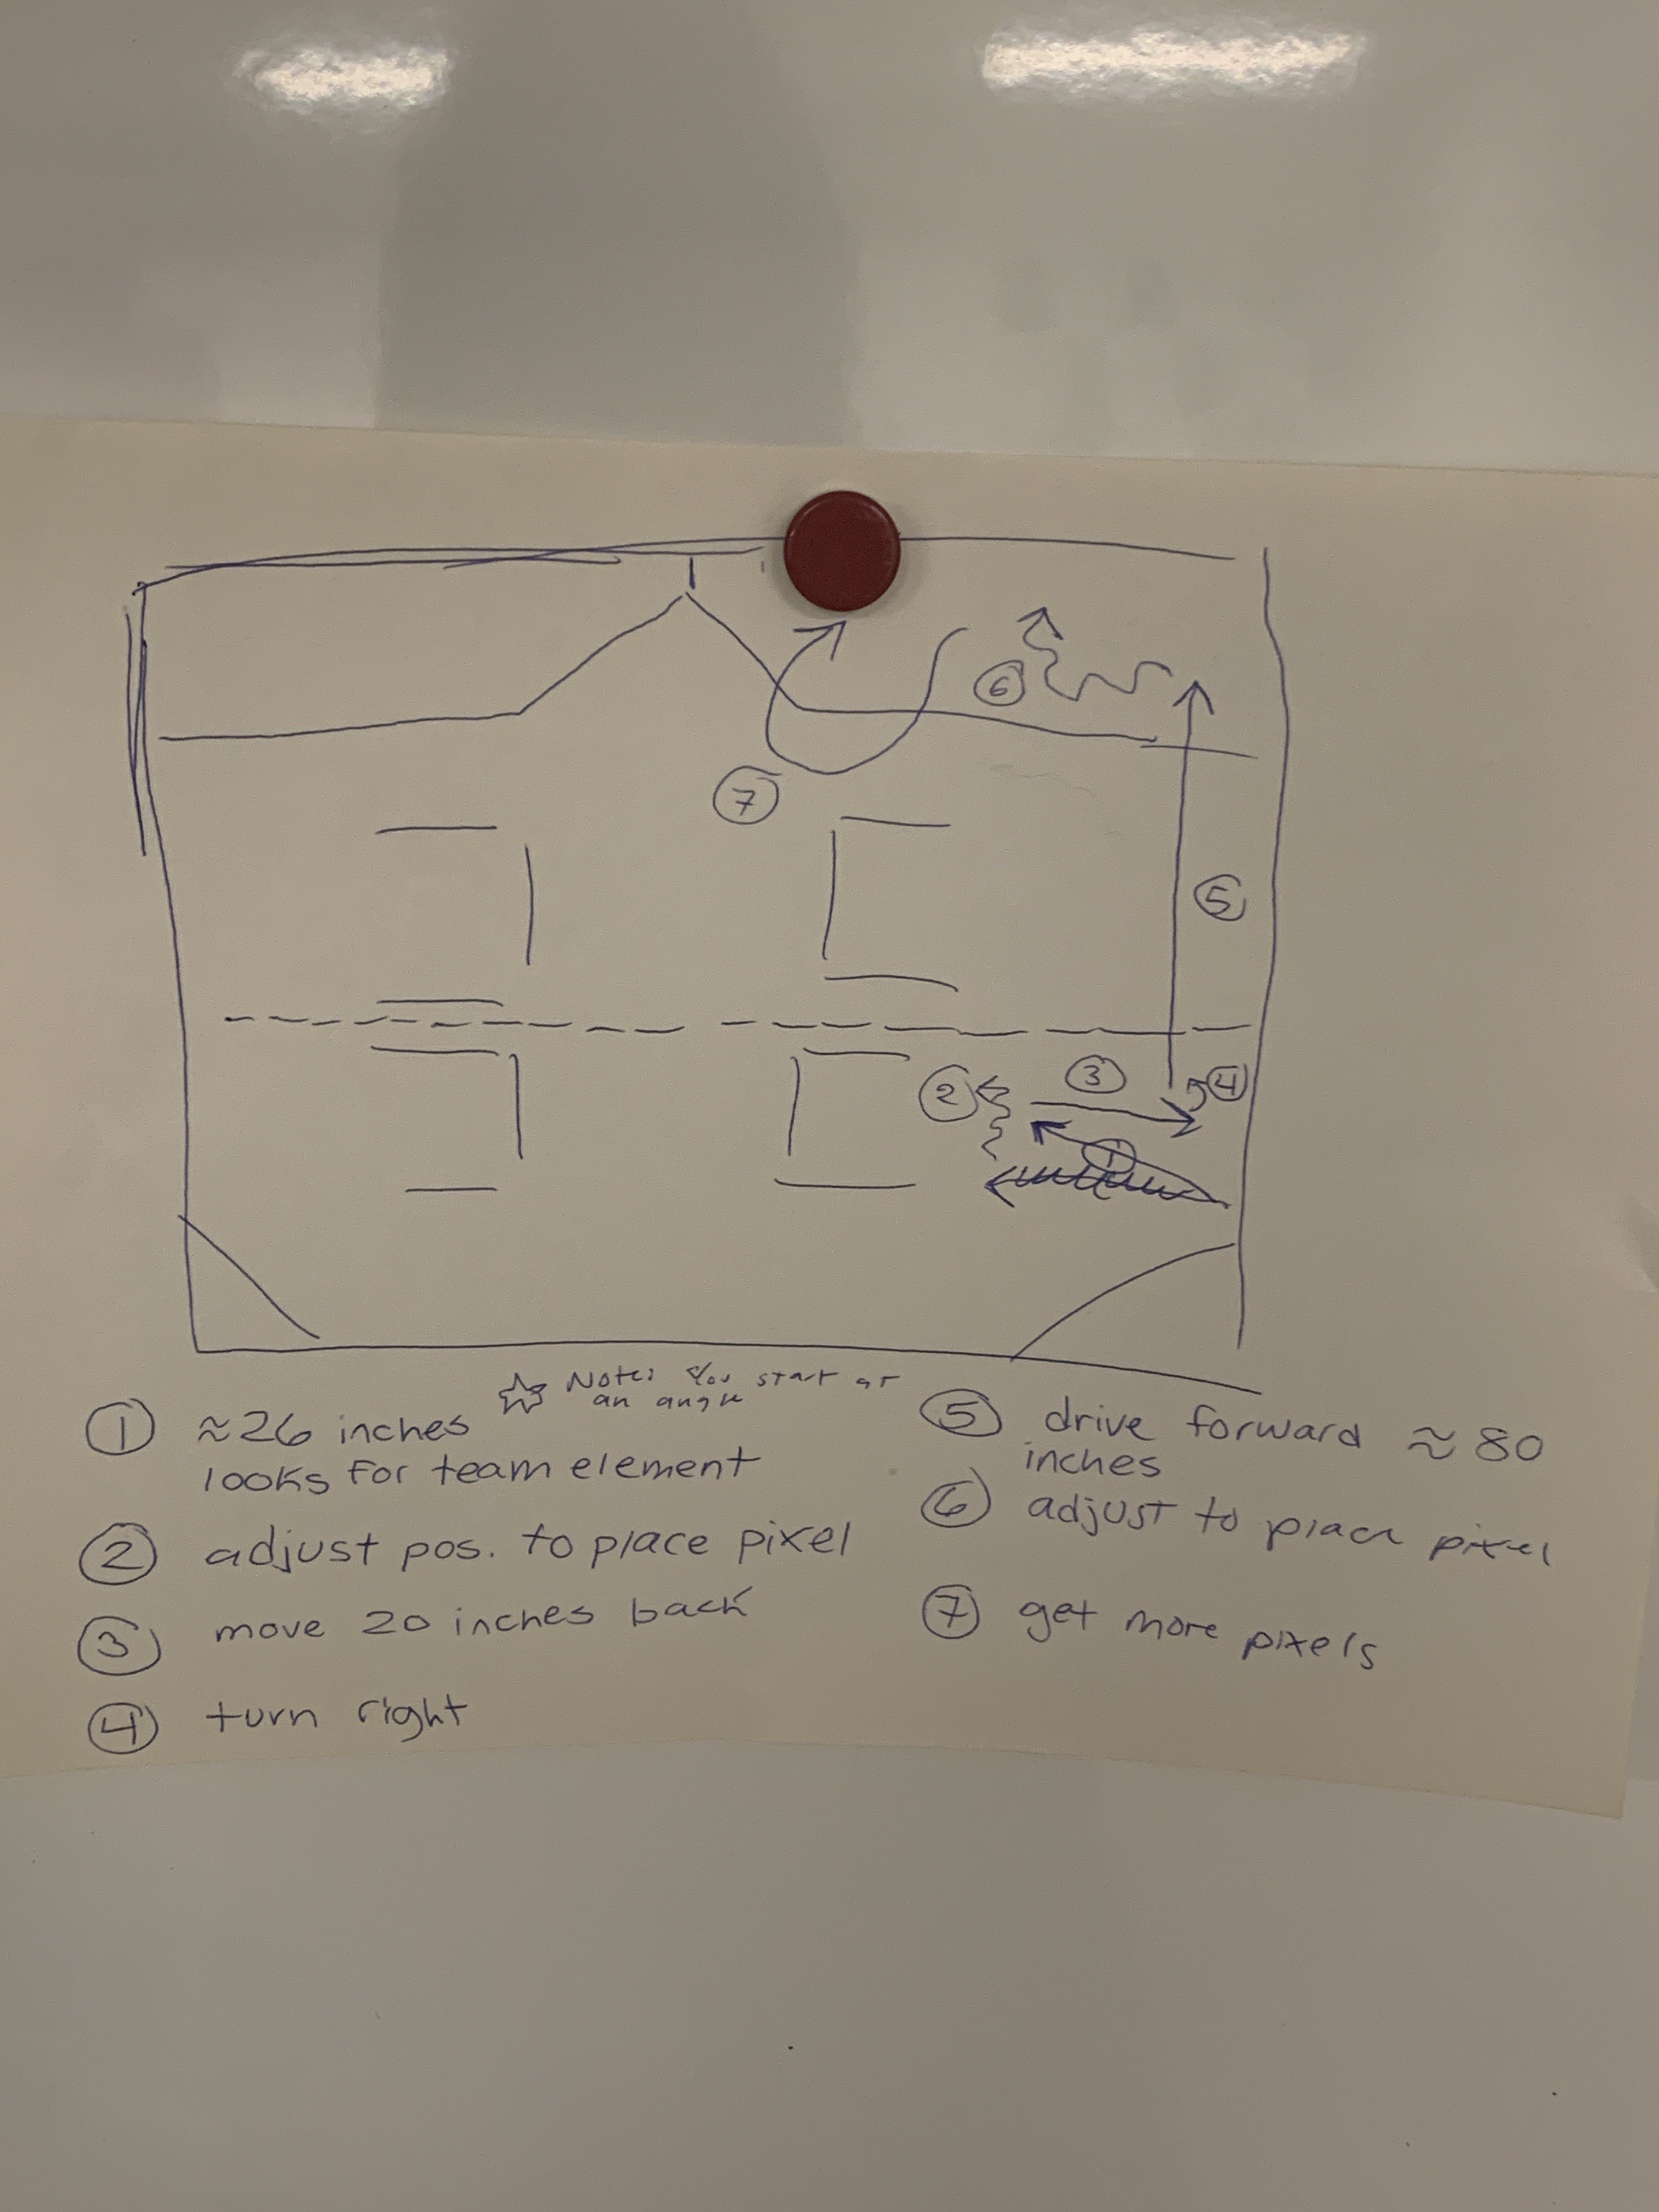 6
7
5
2
3
4
1
☆ Note: You start at
an angle
1 ≈26 inches
looks for team element
2 adjust pos. to place pixel
3 move 20 inches back
4 turn right
5 drive forward ≈ 80
inches
6 adjust to place pixel
7 get more pixels